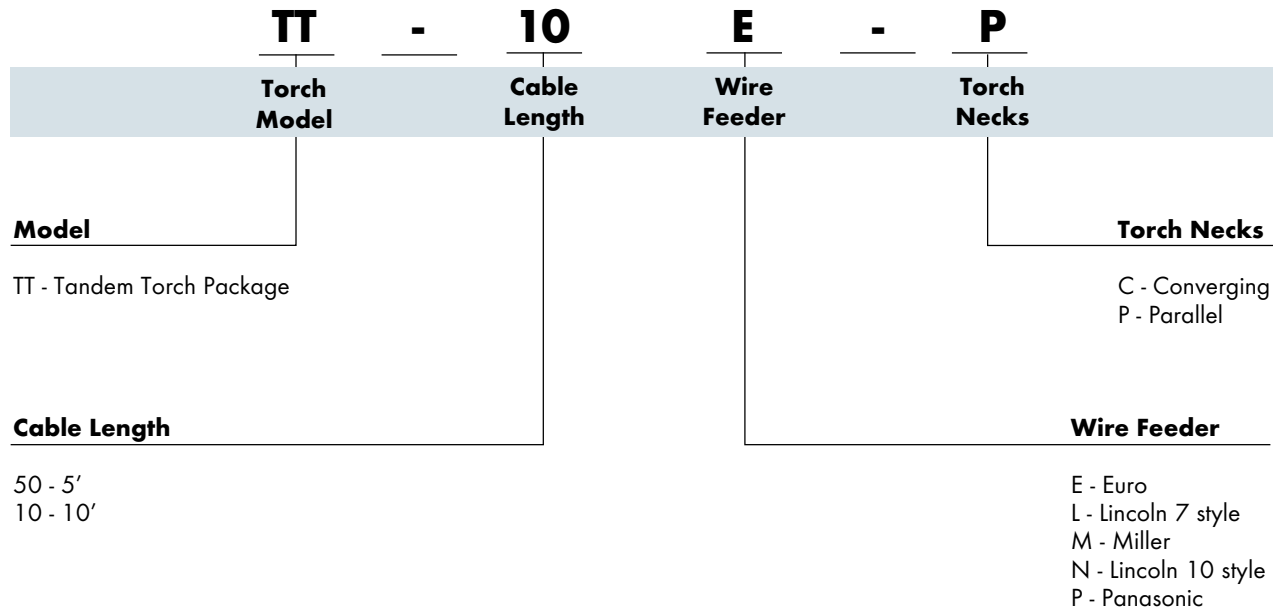 TT - 10 E - P
Torch Model
Cable Length
Wire Feeder
Torch Necks
Model
TT - Tandem Torch Package
Torch Necks
C - Converging
P - Parallel
Cable Length
50 - 5’
10 - 10’
Wire Feeder
E - Euro
L - Lincoln 7 style
M - Miller
N - Lincoln 10 style
P - Panasonic